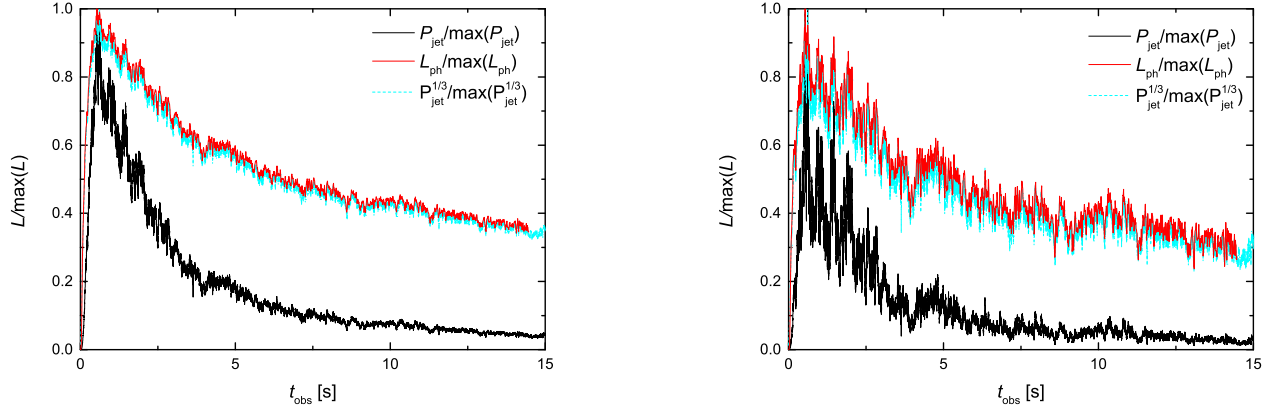 1.0
0.8
0.6
0.4
0.2
0.0
L/max(L)
P_jet/max(P_jet)
L_ph/max(L_ph)
P_jet^1/3/max(P_jet^1/3)
0 5 10 15
t_obs [s]
1.0
0.8
0.6
0.4
0.2
0.0
L/max(L)
P_jet/max(P_jet)
L_ph/max(L_ph)
P_jet^1/3/max(P_jet^1/3)
0 5 10 15
t_obs [s]